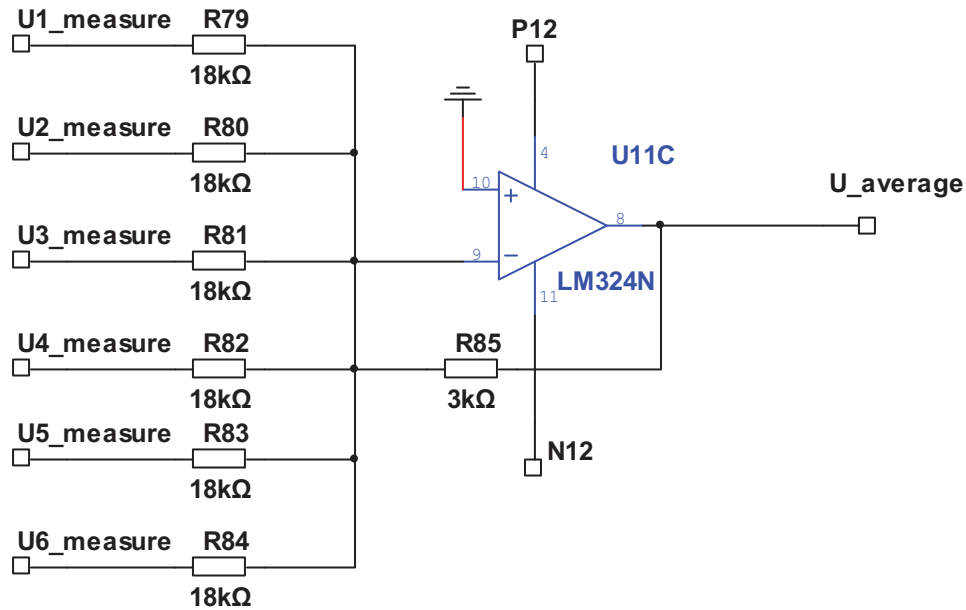 U1_measure R79
18kΩ
U2_measure R80
18kΩ
U3_measure R81
18kΩ
U4_measure R82
18kΩ
U5_measure R83
18kΩ
U6_measure R84
18kΩ
P12
4
U11C
10
+
8
9
−
LM324N
11
U_average
R85
3kΩ
N12